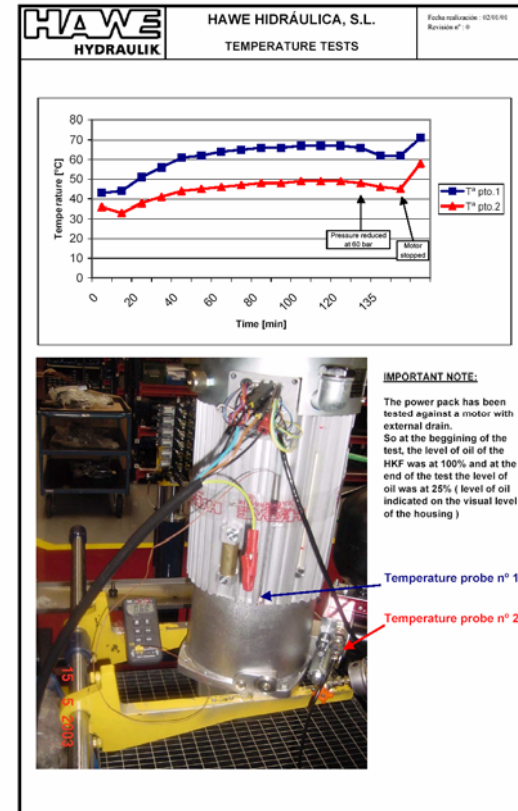 HAWE
HYDRAULIK
HAWE HIDRÁULICA, S.L.
TEMPERATURE TESTS
Fecha realización : 02/01/01
Revisión nº : 0
Temperature [°C]
80
70
60
50
40
30
20
10
0
0
20
40
60
80
100
120
135
Time [min]
Pressure reduced
at 60 bar
Motor
stopped
Tª pto.1
Tª pto.2
IMPORTANT NOTE:
The power pack has been
tested against a motor with
external drain.
So at the beggining of the
test, the level of oil of the
HKF was at 100% and at the
end of the test the level of
oil was at 25% ( level of oil
indicated on the visual level
of the housing )
Temperature probe nº 1
Temperature probe nº 2
15 5 2003